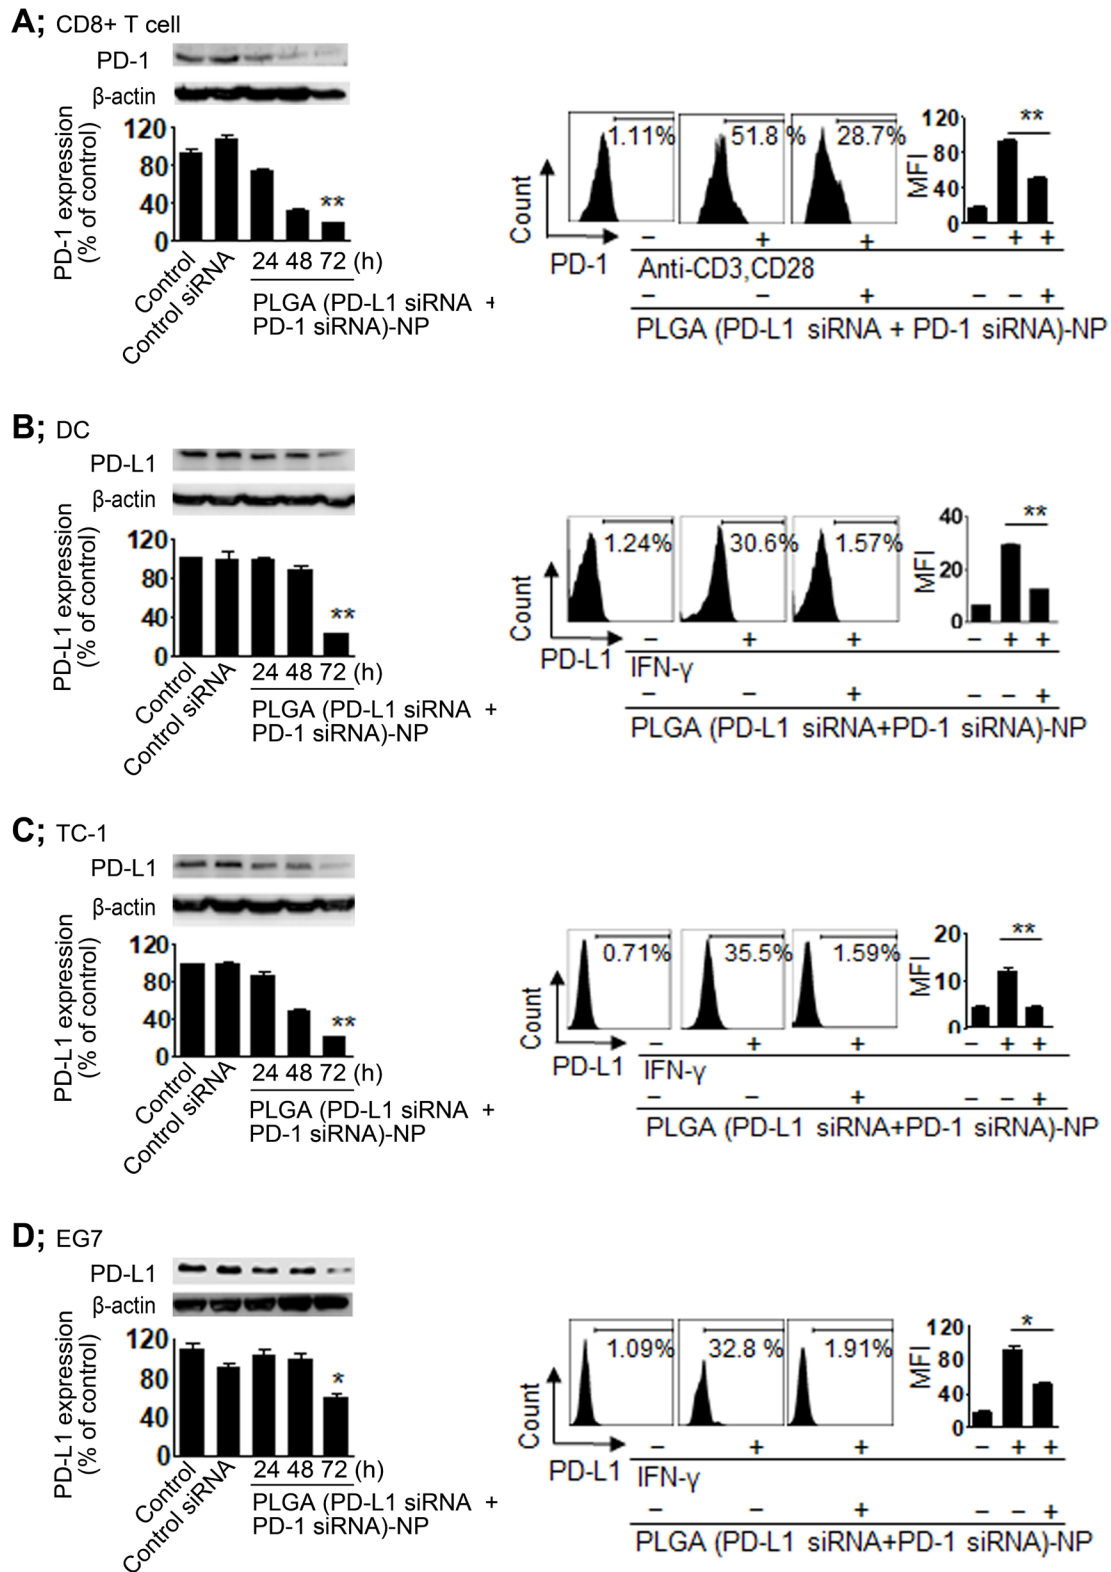 A; CD8+ T cell
PD-1
β-actin
PD-1 expression
(% of control)
120
80
40
0
**
Control
Control siRNA
24 48 72 (h)
PLGA (PD-L1 siRNA +
PD-1 siRNA)-NP
Count
PD-1
1.11%
51.8 %
28.7%
MFI
120
80
40
0
**
− + +
− + +
Anti-CD3,CD28
− − +
− − +
PLGA (PD-L1 siRNA + PD-1 siRNA)-NP
B; DC
PD-L1
β-actin
PD-L1 expression
(% of control)
120
80
40
0
**
Control
Control siRNA
24 48 72 (h)
PLGA (PD-L1 siRNA +
PD-1 siRNA)-NP
Count
PD-L1
1.24%
30.6%
1.57%
MFI
40
20
0
**
− + +
− + +
IFN-γ
− − +
− − +
PLGA (PD-L1 siRNA+PD-1 siRNA)-NP
C; TC-1
PD-L1
β-actin
PD-L1 expression
(% of control)
120
80
40
0
**
Control
Control siRNA
24 48 72 (h)
PLGA (PD-L1 siRNA +
PD-1 siRNA)-NP
Count
PD-L1
0.71%
35.5%
1.59%
MFI
20
10
0
**
− + +
− + +
IFN-γ
− − +
− − +
PLGA (PD-L1 siRNA+PD-1 siRNA)-NP
D; EG7
PD-L1
β-actin
PD-L1 expression
(% of control)
120
80
40
0
*
Control
Control siRNA
24 48 72 (h)
PLGA (PD-L1 siRNA +
PD-1 siRNA)-NP
Count
PD-L1
1.09%
32.8 %
1.91%
MFI
120
80
40
0
*
− + +
− + +
IFN-γ
− − +
− − +
PLGA (PD-L1 siRNA+PD-1 siRNA)-NP